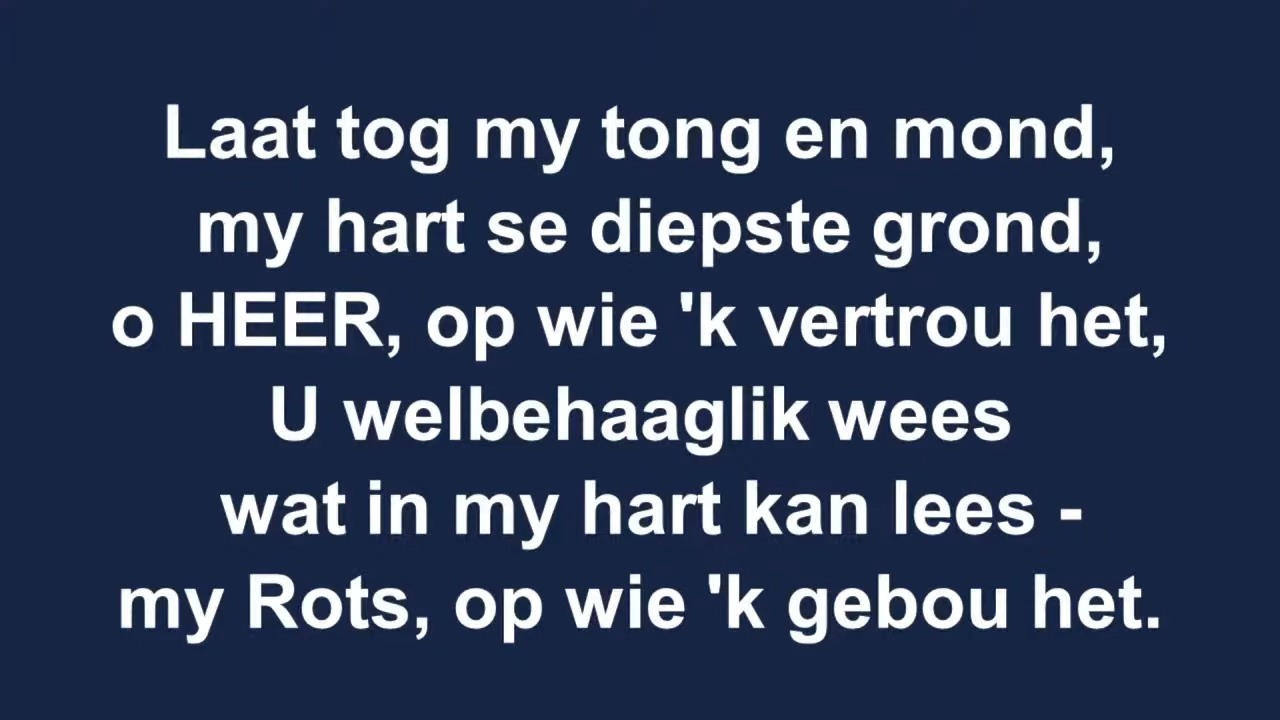 Laat tog my tong en mond,
my hart se diepste grond,
o HEER, op wie 'k vertrou het,
U welbehaaglik wees
wat in my hart kan lees -
my Rots, op wie 'k gebou het.